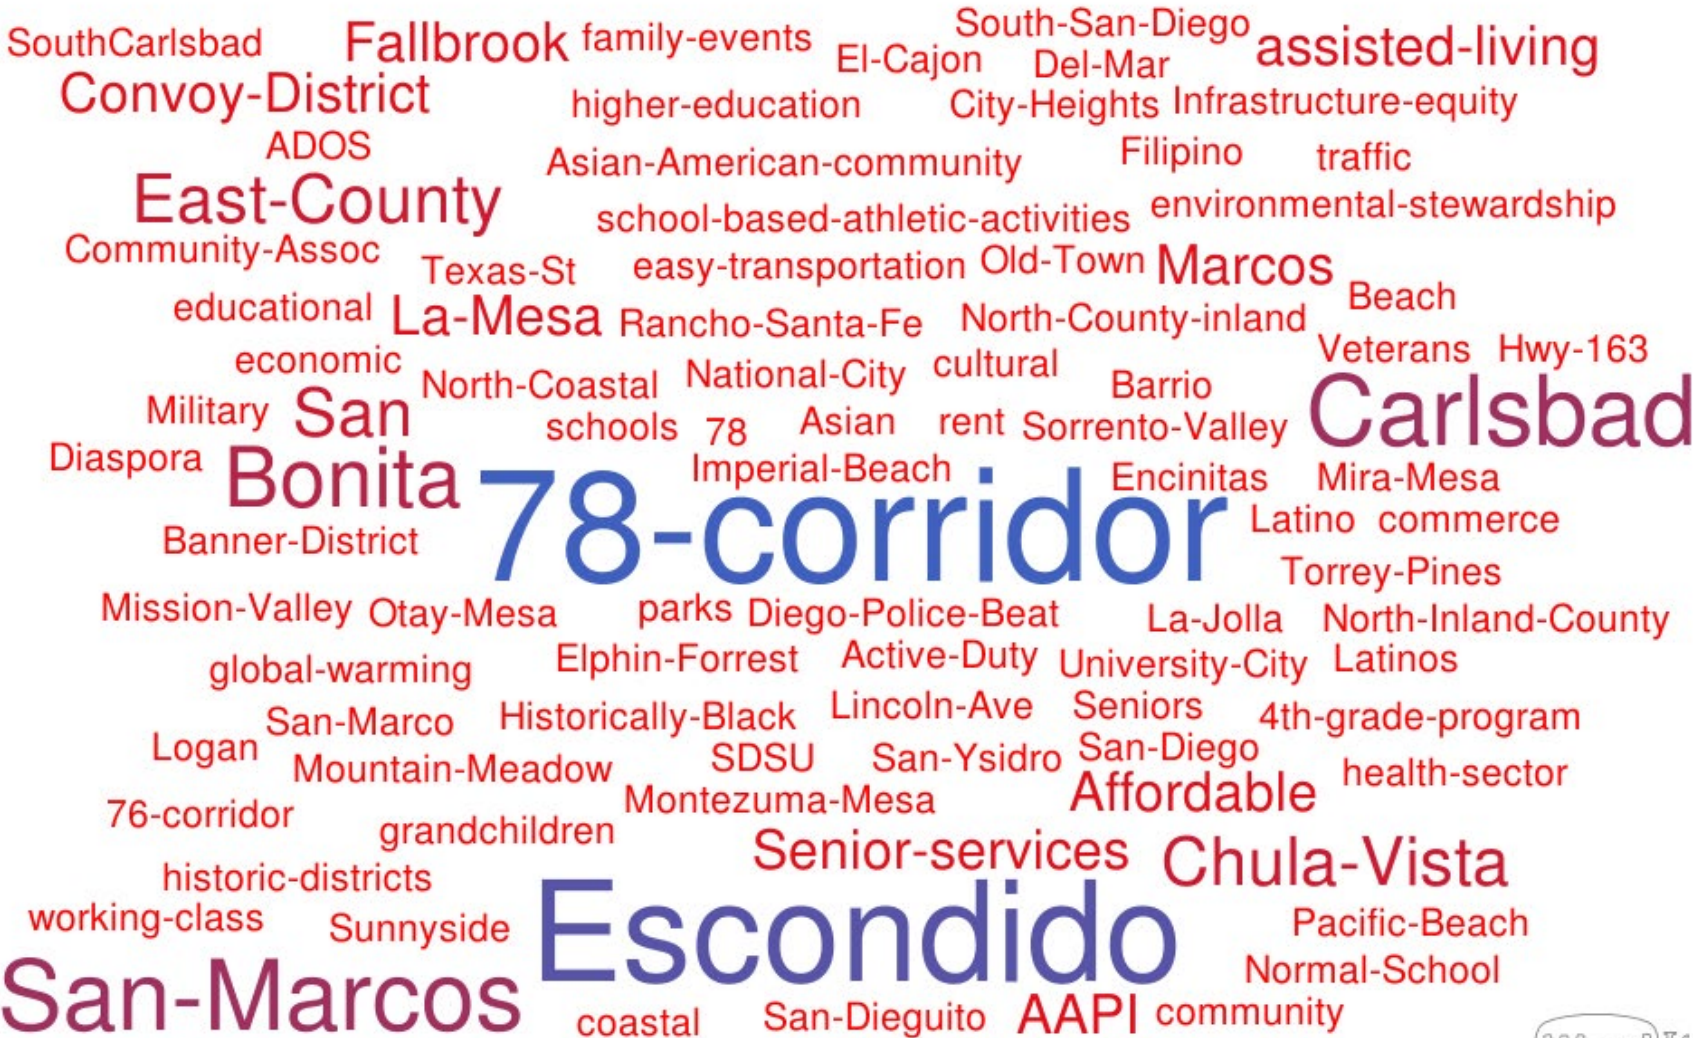 SouthCarlsbad Fallbrook family-events El-Cajon South-San-Diego Del-Mar assisted-living
Convoy-District higher-education City-Heights Infrastructure-equity
ADOS Asian-American-community Filipino traffic
East-County school-based-athletic-activities environmental-stewardship
Community-Assoc Texas-St easy-transportation Old-Town Marcos Beach
educational La-Mesa Rancho-Santa-Fe North-County-inland
economic North-Coastal National-City cultural Barrio Veterans Hwy-163
Military San schools 78 Asian rent Sorrento-Valley Carlsbad
Diaspora Bonita Imperial-Beach Encinitas Mira-Mesa
Banner-District 78-corridor Latino commerce
Torrey-Pines
Mission-Valley Otay-Mesa parks Diego-Police-Beat La-Jolla North-Inland-County
global-warming Elphin-Forrest Active-Duty University-City Latinos
San-Marco Historically-Black Lincoln-Ave Seniors 4th-grade-program
Logan Mountain-Meadow SDSU San-Ysidro San-Diego health-sector
76-corridor Montezuma-Mesa Affordable
grandchildren Senior-services Chula-Vista
historic-districts
working-class Sunnyside Escondido Pacific-Beach
San-Marcos Normal-School
coastal San-Dieguito AAPI community